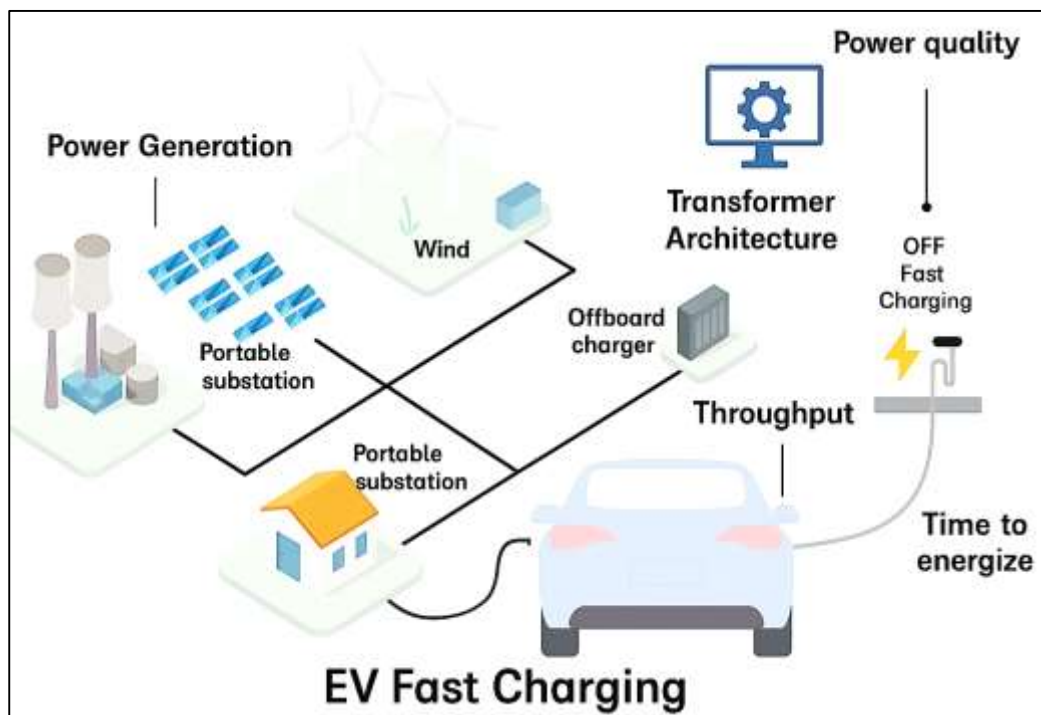 Power quality
Power Generation
Wind
Transformer
Architecture
OFF
Fast
Charging
Offboard
charger
Portable
substation
Throughput
Portable
substation
Time to
energize
EV Fast Charging